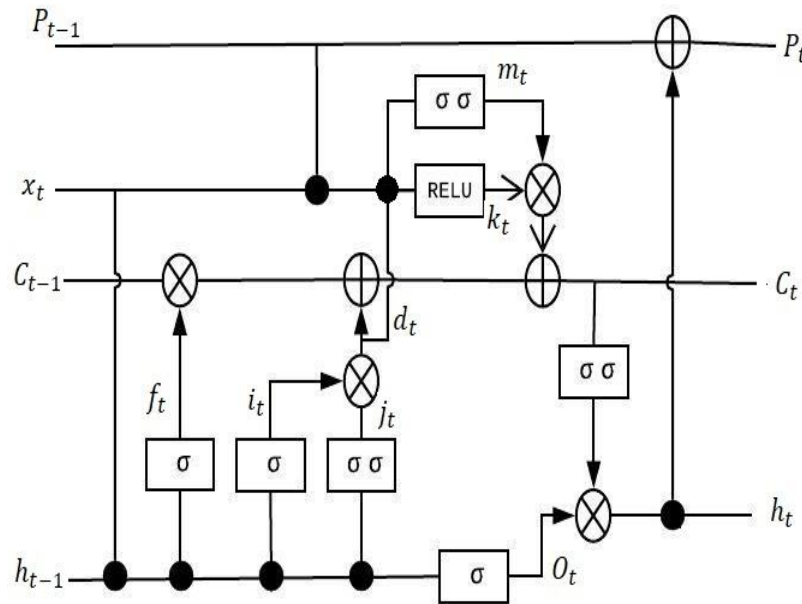 P_{t-1}
P_t
σ σ
m_t
x_t
RELU
k_t
C_{t-1}
C_t
d_t
σ σ
f_t
i_t
j_t
σ
σ
σ σ
h_t
h_{t-1}
σ
O_t